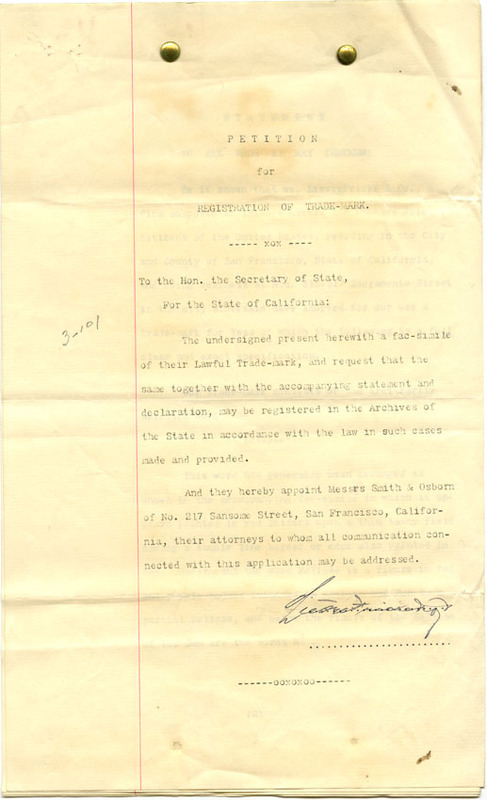 PETITION
for
REGISTRATION OF TRADE-MARK.
----- xox ----
To the Hon. the Secretary of State,
For the State of California:
3-101
The undersigned present herewith a fac-simile
of their Lawful Trade-mark, and request that the
same together with the accompanying statement and
declaration, may be registered in the Archives of
the State in accordance with the law in such cases
made and provided.
And they hereby appoint Messrs Smith & Osborn
of No. 217 Sansome Street, San Francisco, Califor-
nia, their attorneys to whom all communication con-
nected with this application may be addressed.
------ooxoxoo------